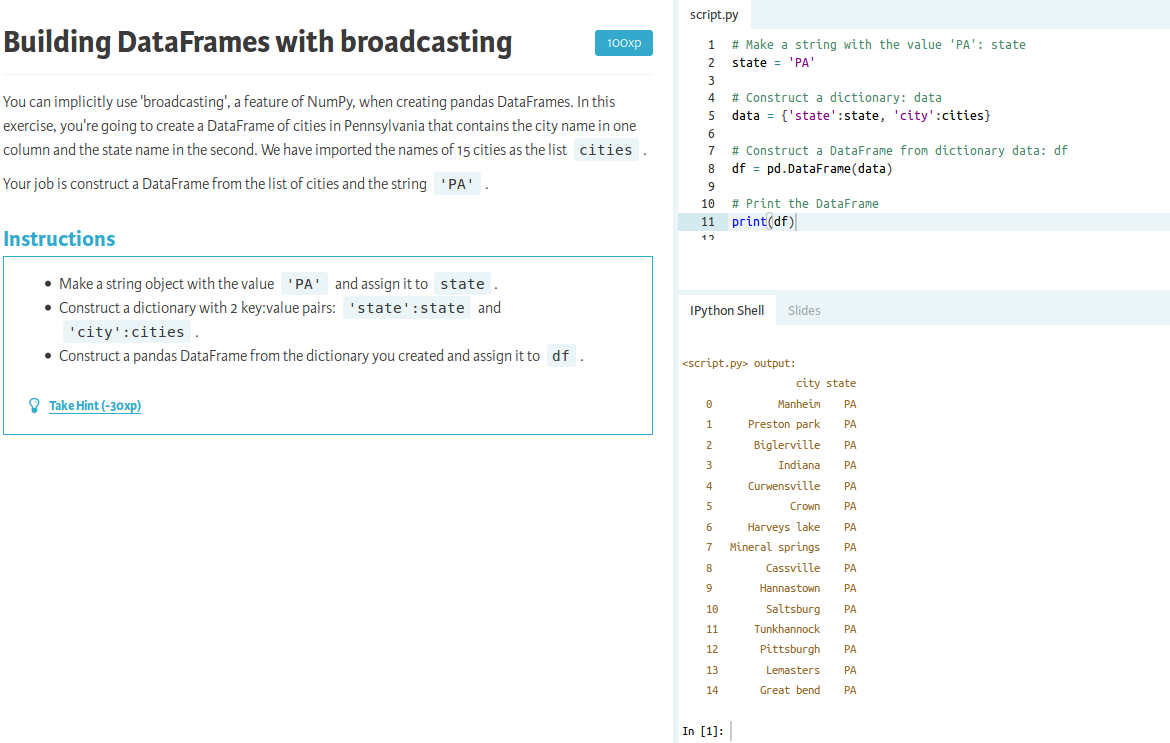 Building DataFrames with broadcasting
100xp
You can implicitly use 'broadcasting', a feature of NumPy, when creating pandas DataFrames. In this
exercise, you're going to create a DataFrame of cities in Pennsylvania that contains the city name in one
column and the state name in the second. We have imported the names of 15 cities as the list cities .
Your job is construct a DataFrame from the list of cities and the string 'PA' .
Instructions
• Make a string object with the value 'PA' and assign it to state .
• Construct a dictionary with 2 key:value pairs: 'state':state and
'city':cities .
• Construct a pandas DataFrame from the dictionary you created and assign it to df .
Take Hint (-30xp)
script.py
1 # Make a string with the value 'PA': state
2 state = 'PA'
3
4 # Construct a dictionary: data
5 data = {'state':state, 'city':cities}
6
7 # Construct a DataFrame from dictionary data: df
8 df = pd.DataFrame(data)
9
10 # Print the DataFrame
11 print(df)
12
IPython Shell Slides
<script.py> output:
city state
0 Manheim PA
1 Preston park PA
2 Biglerville PA
3 Indiana PA
4 Curwensville PA
5 Crown PA
6 Harveys lake PA
7 Mineral springs PA
8 Cassville PA
9 Hannastown PA
10 Saltsburg PA
11 Tunkhannock PA
12 Pittsburgh PA
13 Lemasters PA
14 Great bend PA
In [1]: